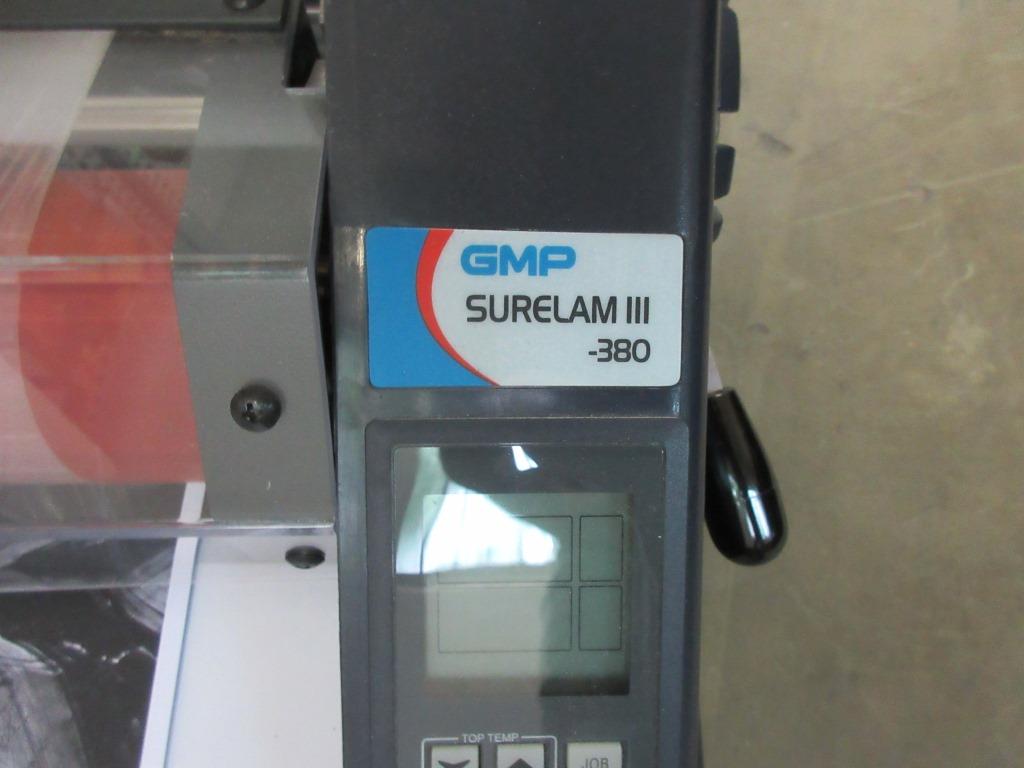 GMP
SURELAM III
-380
TOP TEMP
JOB